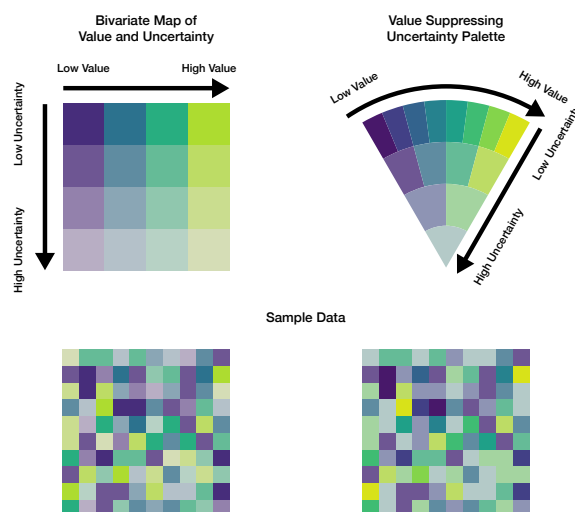 Bivariate Map of
Value and Uncertainty
Low Value
High Value
Low Uncertainty
High Uncertainty
Value Suppressing
Uncertainty Palette
Low Value
High Value
Low Uncertainty
High Uncertainty
Sample Data